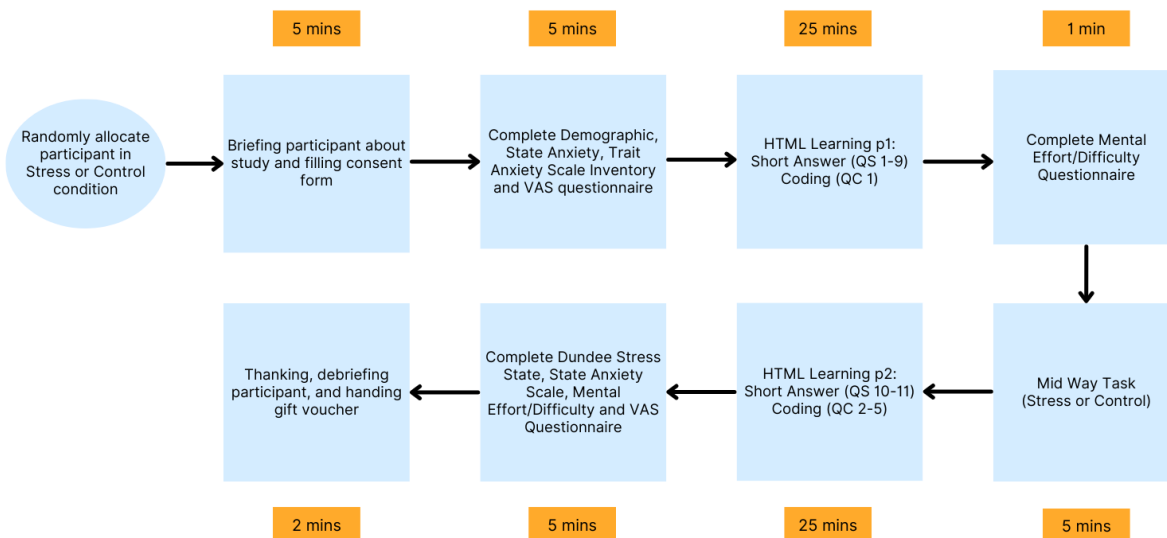 5 mins
5 mins
25 mins
1 min
Randomly allocate
participant in
Stress or Control
condition
Briefing participant about
study and filling consent
form
Complete Demographic,
State Anxiety, Trait
Anxiety Scale Inventory
and VAS questionnaire
HTML Learning p1:
Short Answer (QS 1-9)
Coding (QC 1)
Complete Mental
Effort/Difficulty
Questionnaire
Mid Way Task
(Stress or Control)
HTML Learning p2:
Short Answer (QS 10-11)
Coding (QC 2-5)
Complete Dundee Stress
State, State Anxiety
Scale, Mental
Effort/Difficulty and VAS
Questionnaire
Thanking, debriefing
participant, and handing
gift voucher
2 mins
5 mins
25 mins
5 mins